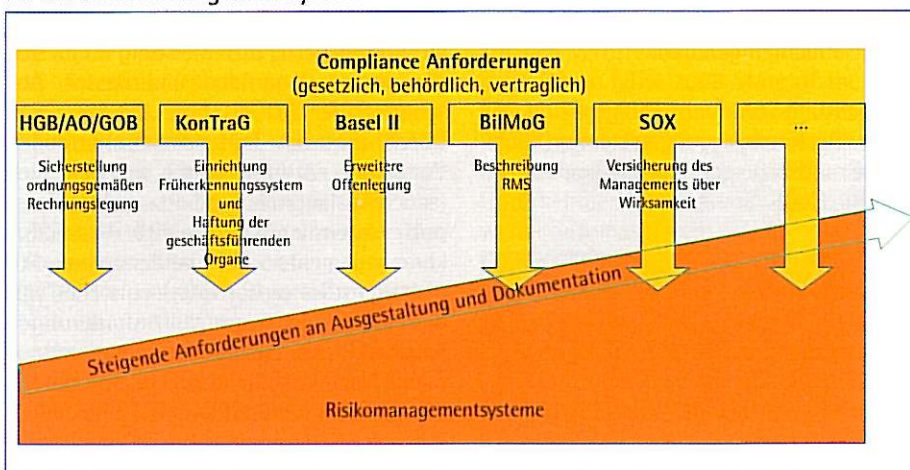 Compliance Anforderungen
(gesetzlich, behördlich, vertraglich)
HGB/AO/GOB
KonTraG
Basel II
BilMoG
SOX
...
Sicherstellung
ordnungsgemäßen
Rechnungslegung
Einrichtung
Früherkennungssystem
und
Haftung der
geschäftsführenden
Organe
Erweitere
Offenlegung
Beschreibung
RMS
Versicherung des
Managements über
Wirksamkeit
Steigende Anforderungen an Ausgestaltung und Dokumentation
Risikomanagementsysteme